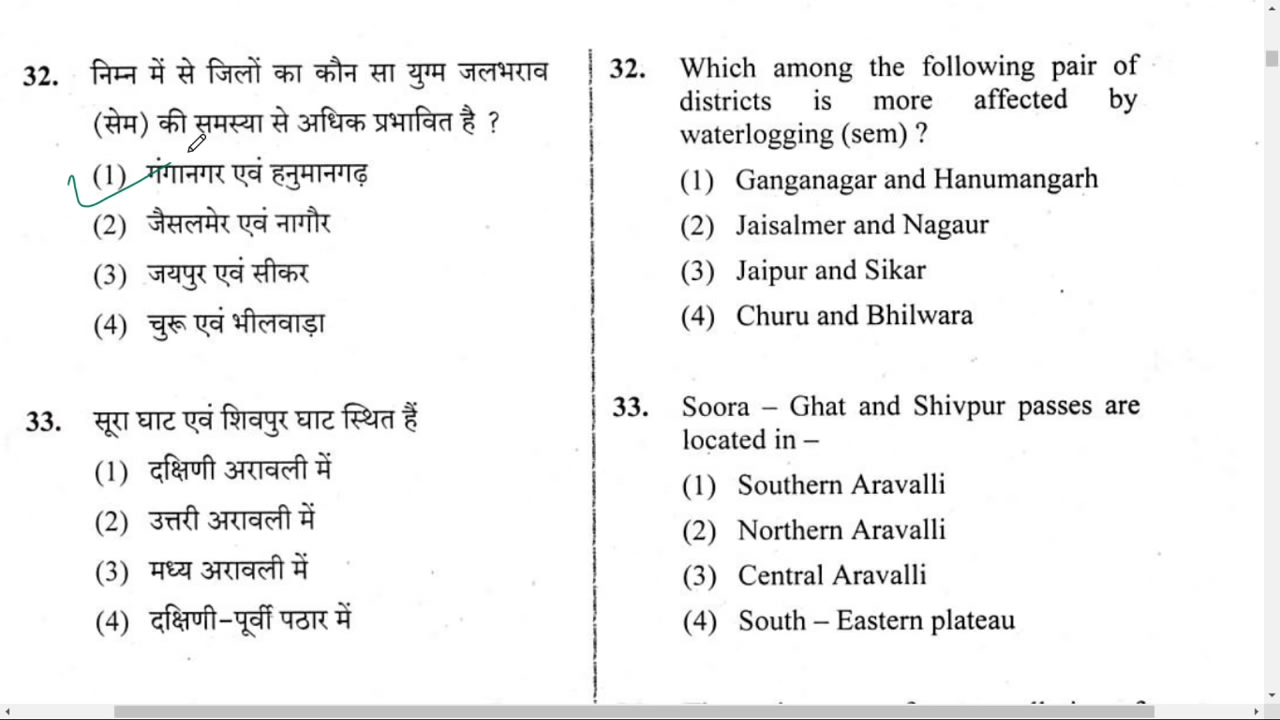 32. निम्न में से जिलों का कौन सा युग्म जलभराव
(सेम) की समस्या से अधिक प्रभावित है ?
(1) गंगानगर एवं हनुमानगढ़
(2) जैसलमेर एवं नागौर
(3) जयपुर एवं सीकर
(4) चुरू एवं भीलवाड़ा
33. सूरा घाट एवं शिवपुर घाट स्थित हैं
(1) दक्षिणी अरावली में
(2) उत्तरी अरावली में
(3) मध्य अरावली में
(4) दक्षिणी-पूर्वी पठार में
32. Which among the following pair of
districts is more affected by
waterlogging (sem) ?
(1) Ganganagar and Hanumangarh
(2) Jaisalmer and Nagaur
(3) Jaipur and Sikar
(4) Churu and Bhilwara
33. Soora – Ghat and Shivpur passes are
located in –
(1) Southern Aravalli
(2) Northern Aravalli
(3) Central Aravalli
(4) South – Eastern plateau